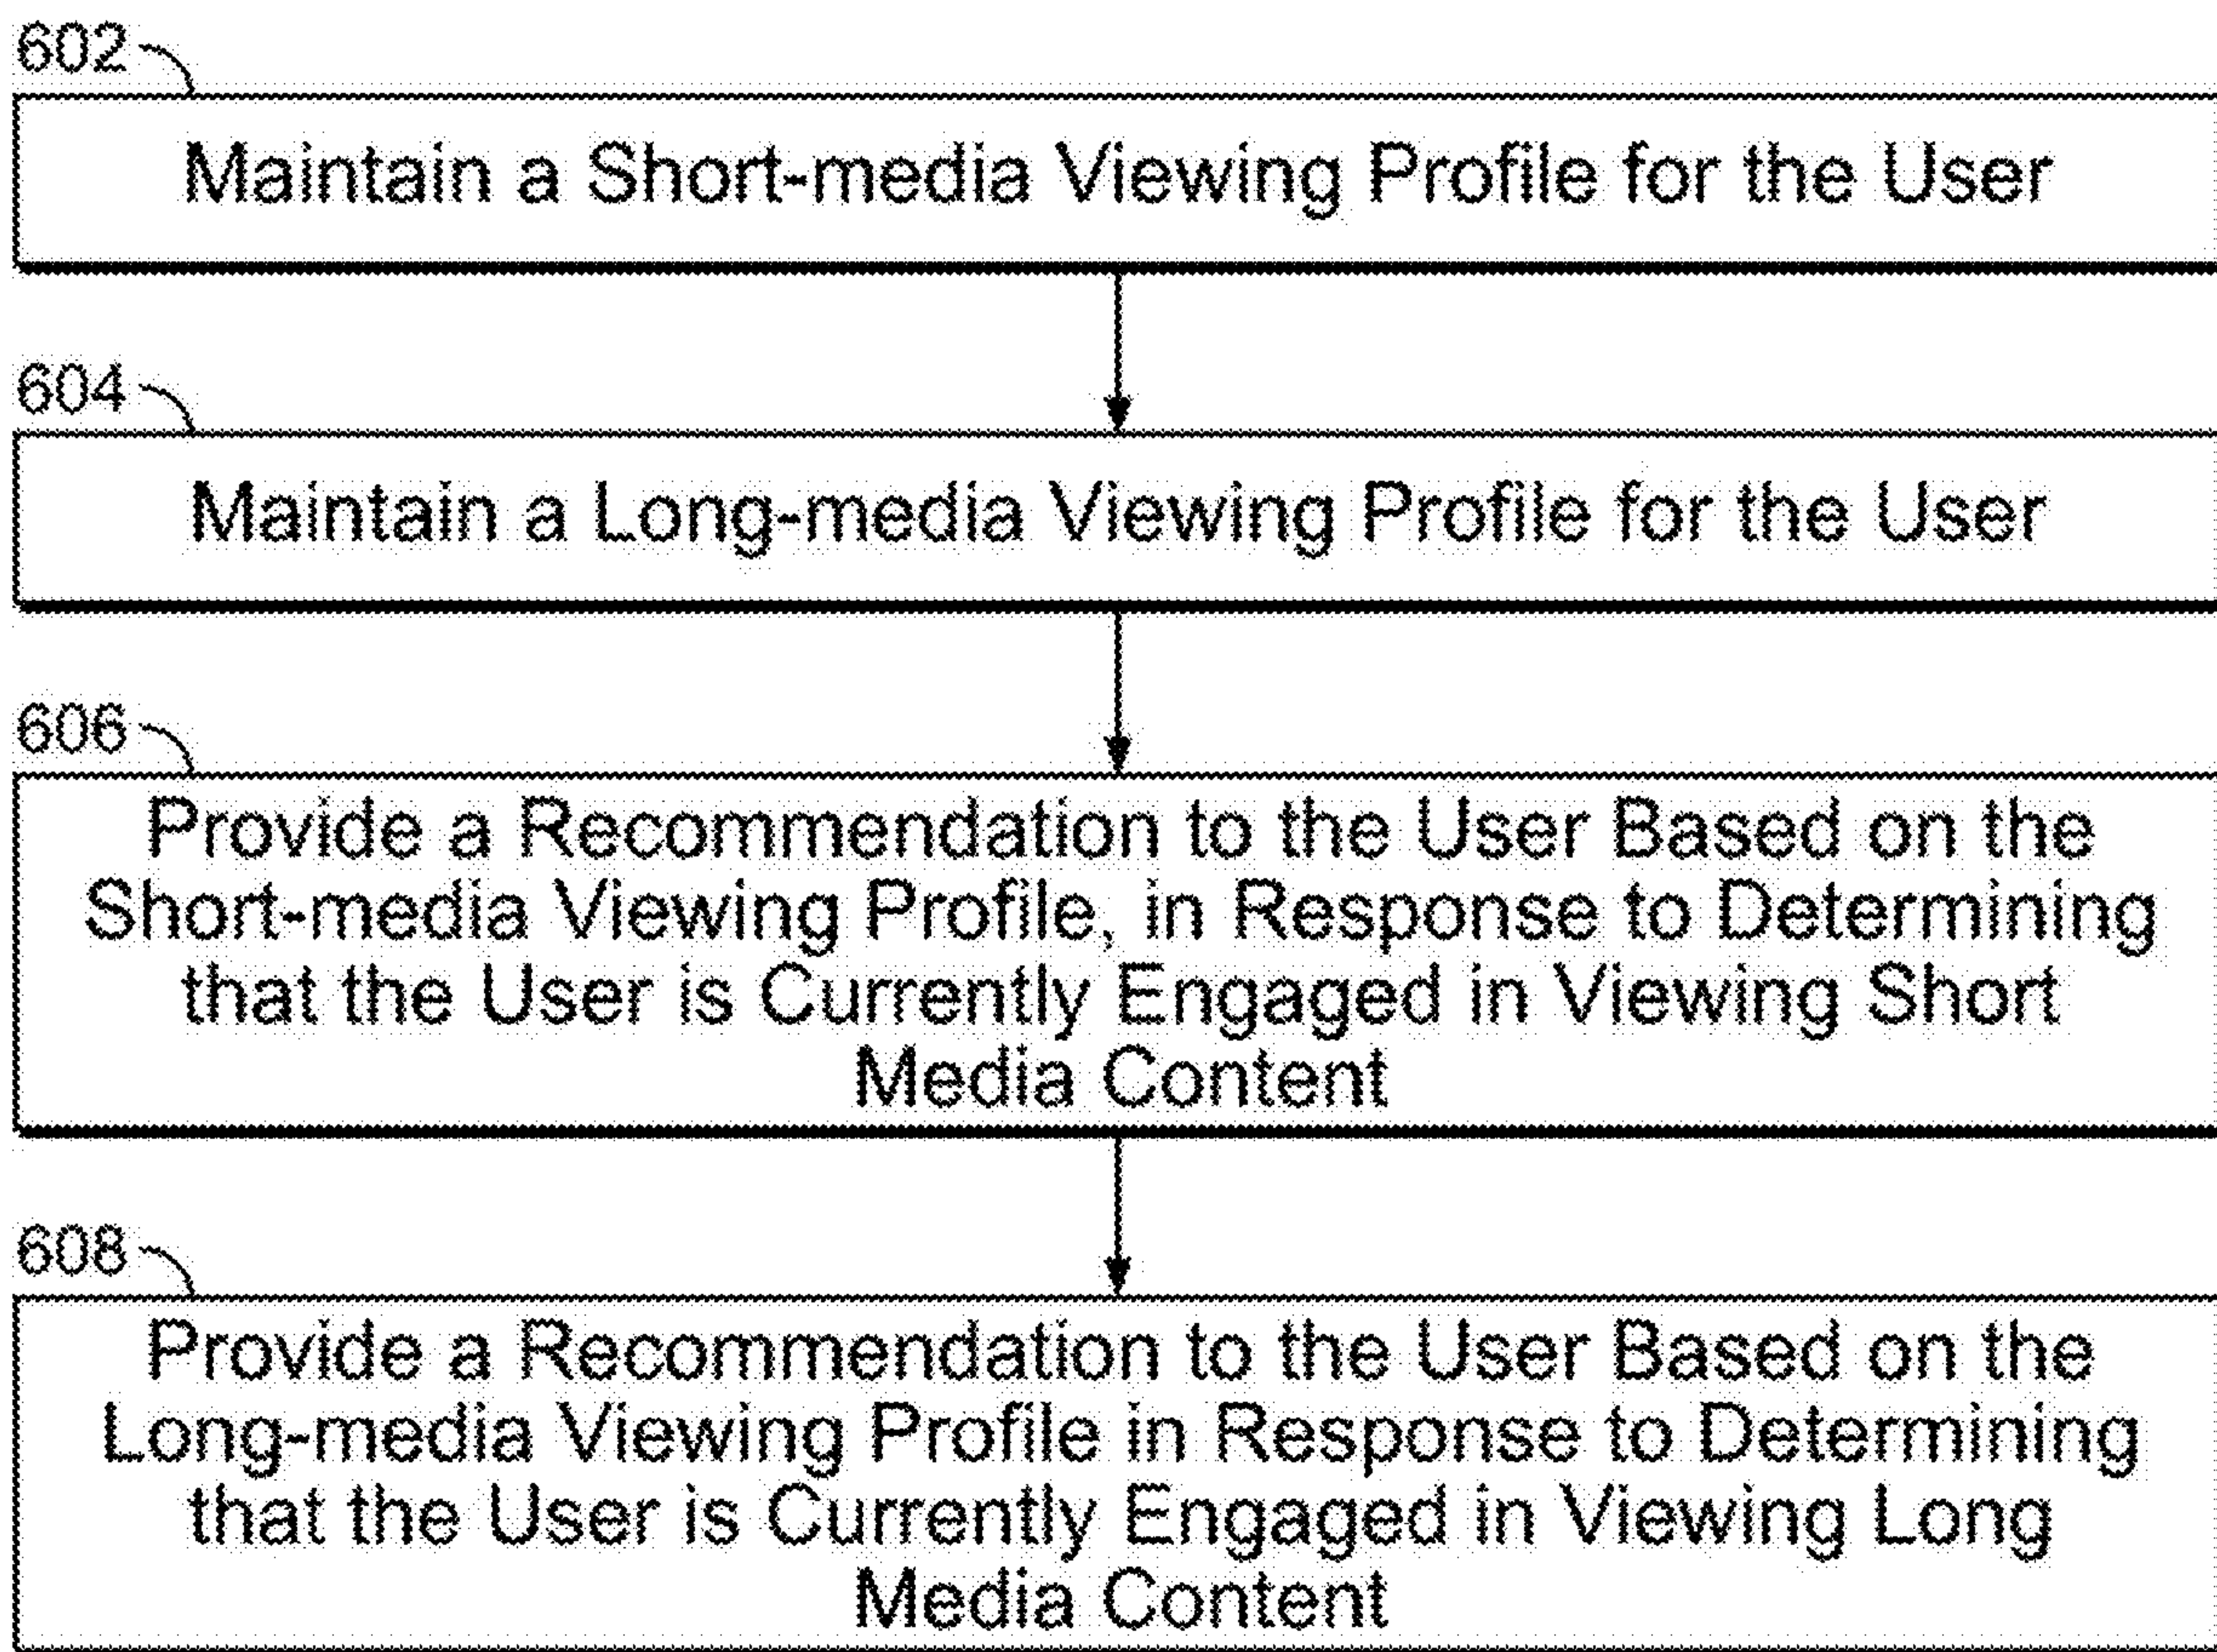 602
Maintain a Short-media Viewing Profile for the User
604
Maintain a Long-media Viewing Profile for the User
606
Provide a Recommendation to the User Based on the
Short-media Viewing Profile, in Response to Determining
that the User is Currently Engaged in Viewing Short
Media Content
608
Provide a Recommendation to the User Based on the
Long-media Viewing Profile in Response to Determining
that the User is Currently Engaged in Viewing Long
Media Content